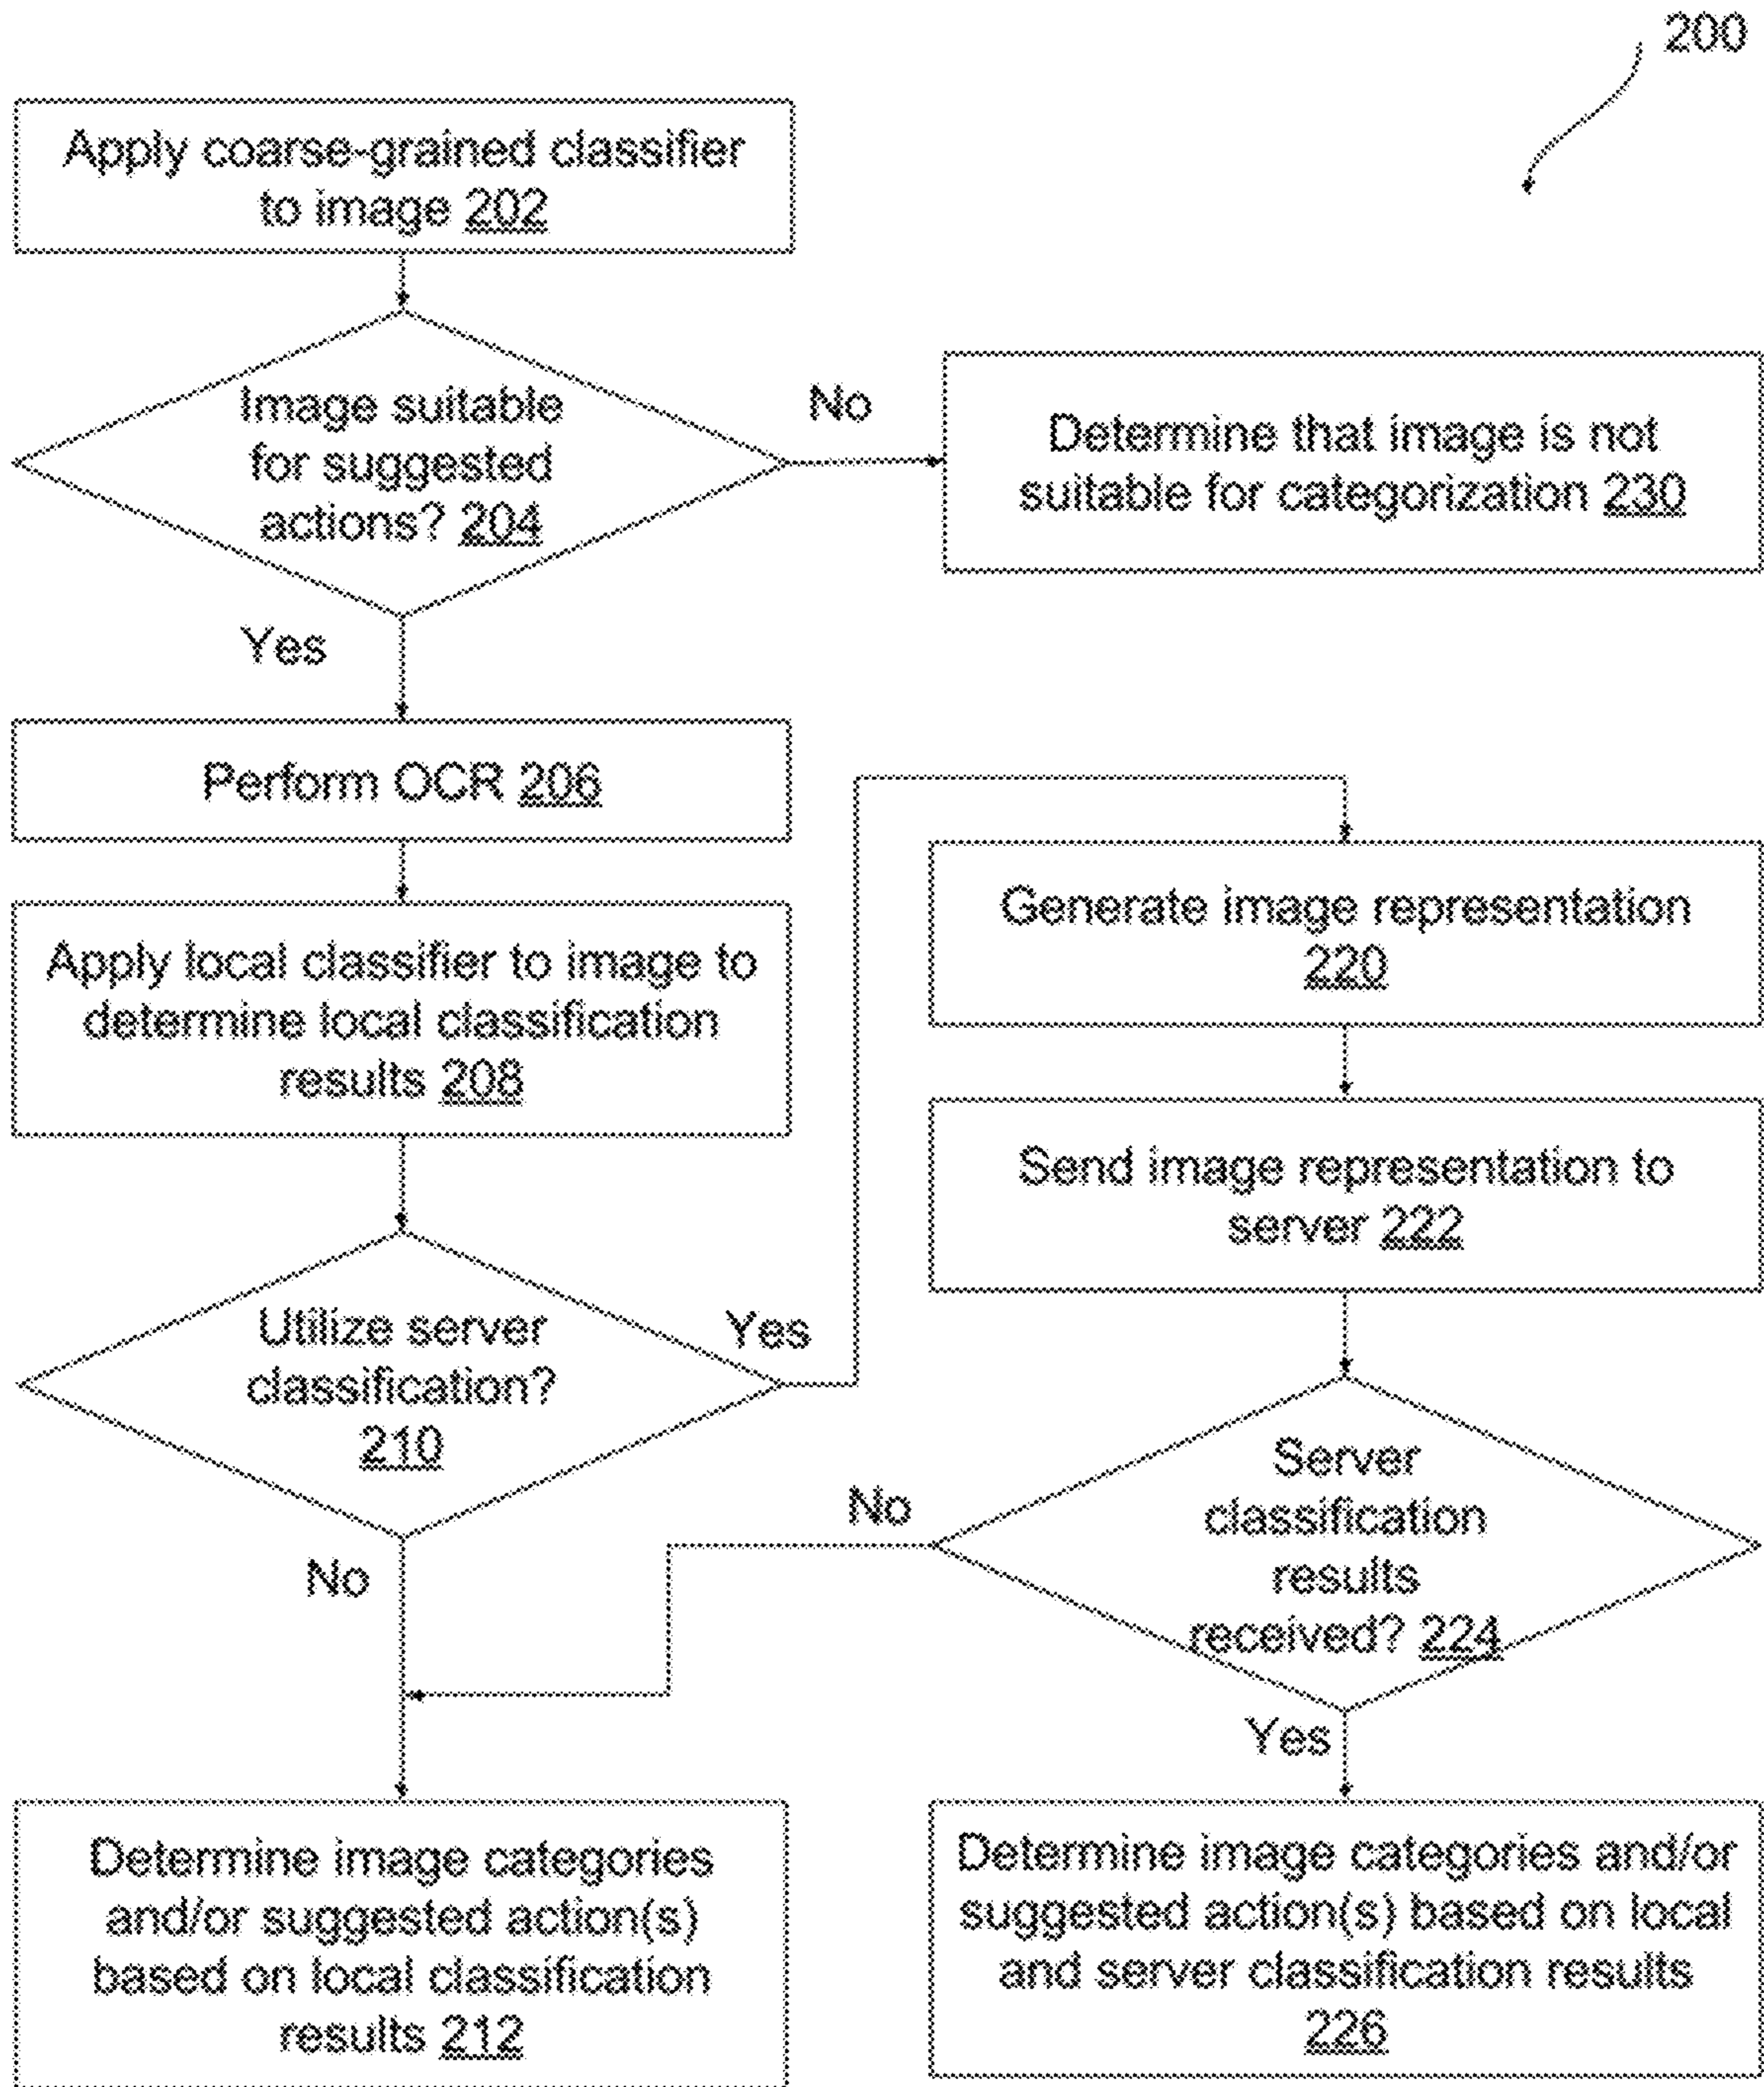 200
Apply coarse-grained classifier
to image 202
Image suitable
for suggested
actions? 204
No
Determine that image is not
suitable for categorization 230
Yes
Perform OCR 206
Apply local classifier to image to
determine local classification
results 208
Utilize server
classification?
210
Yes
No
Generate image representation
220
Send image representation to
server 222
Server
classification
results
received? 224
No
Yes
Determine image categories
and/or suggested action(s)
based on local classification
results 212
Determine image categories and/or
suggested action(s) based on local
and server classification results
226